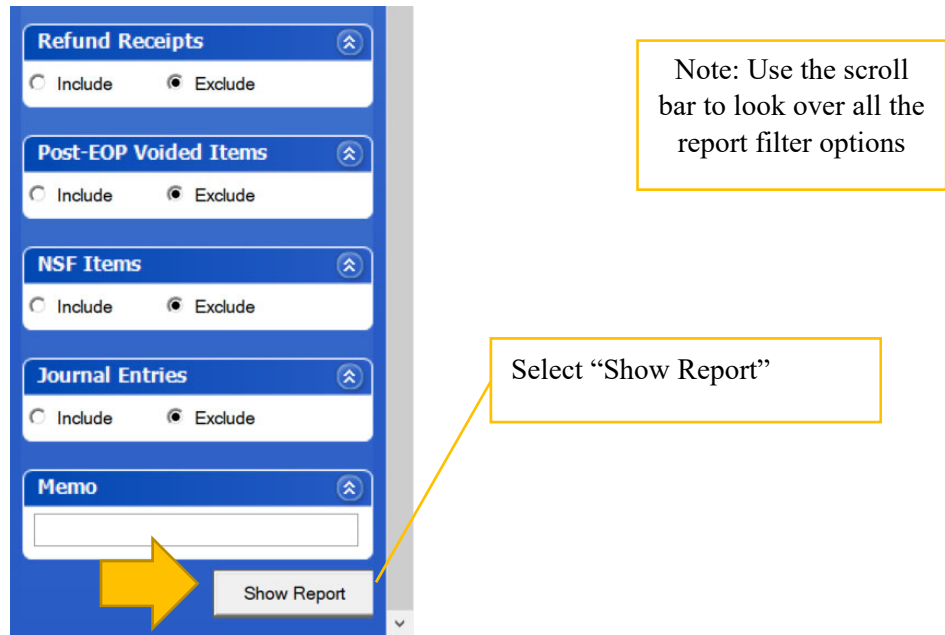 Refund Receipts
Include Exclude
Note: Use the scroll
bar to look over all the
report filter options
Post-EOP Voided Items
Include Exclude
NSF Items
Include Exclude
Select “Show Report”
Journal Entries
Include Exclude
Memo
Show Report